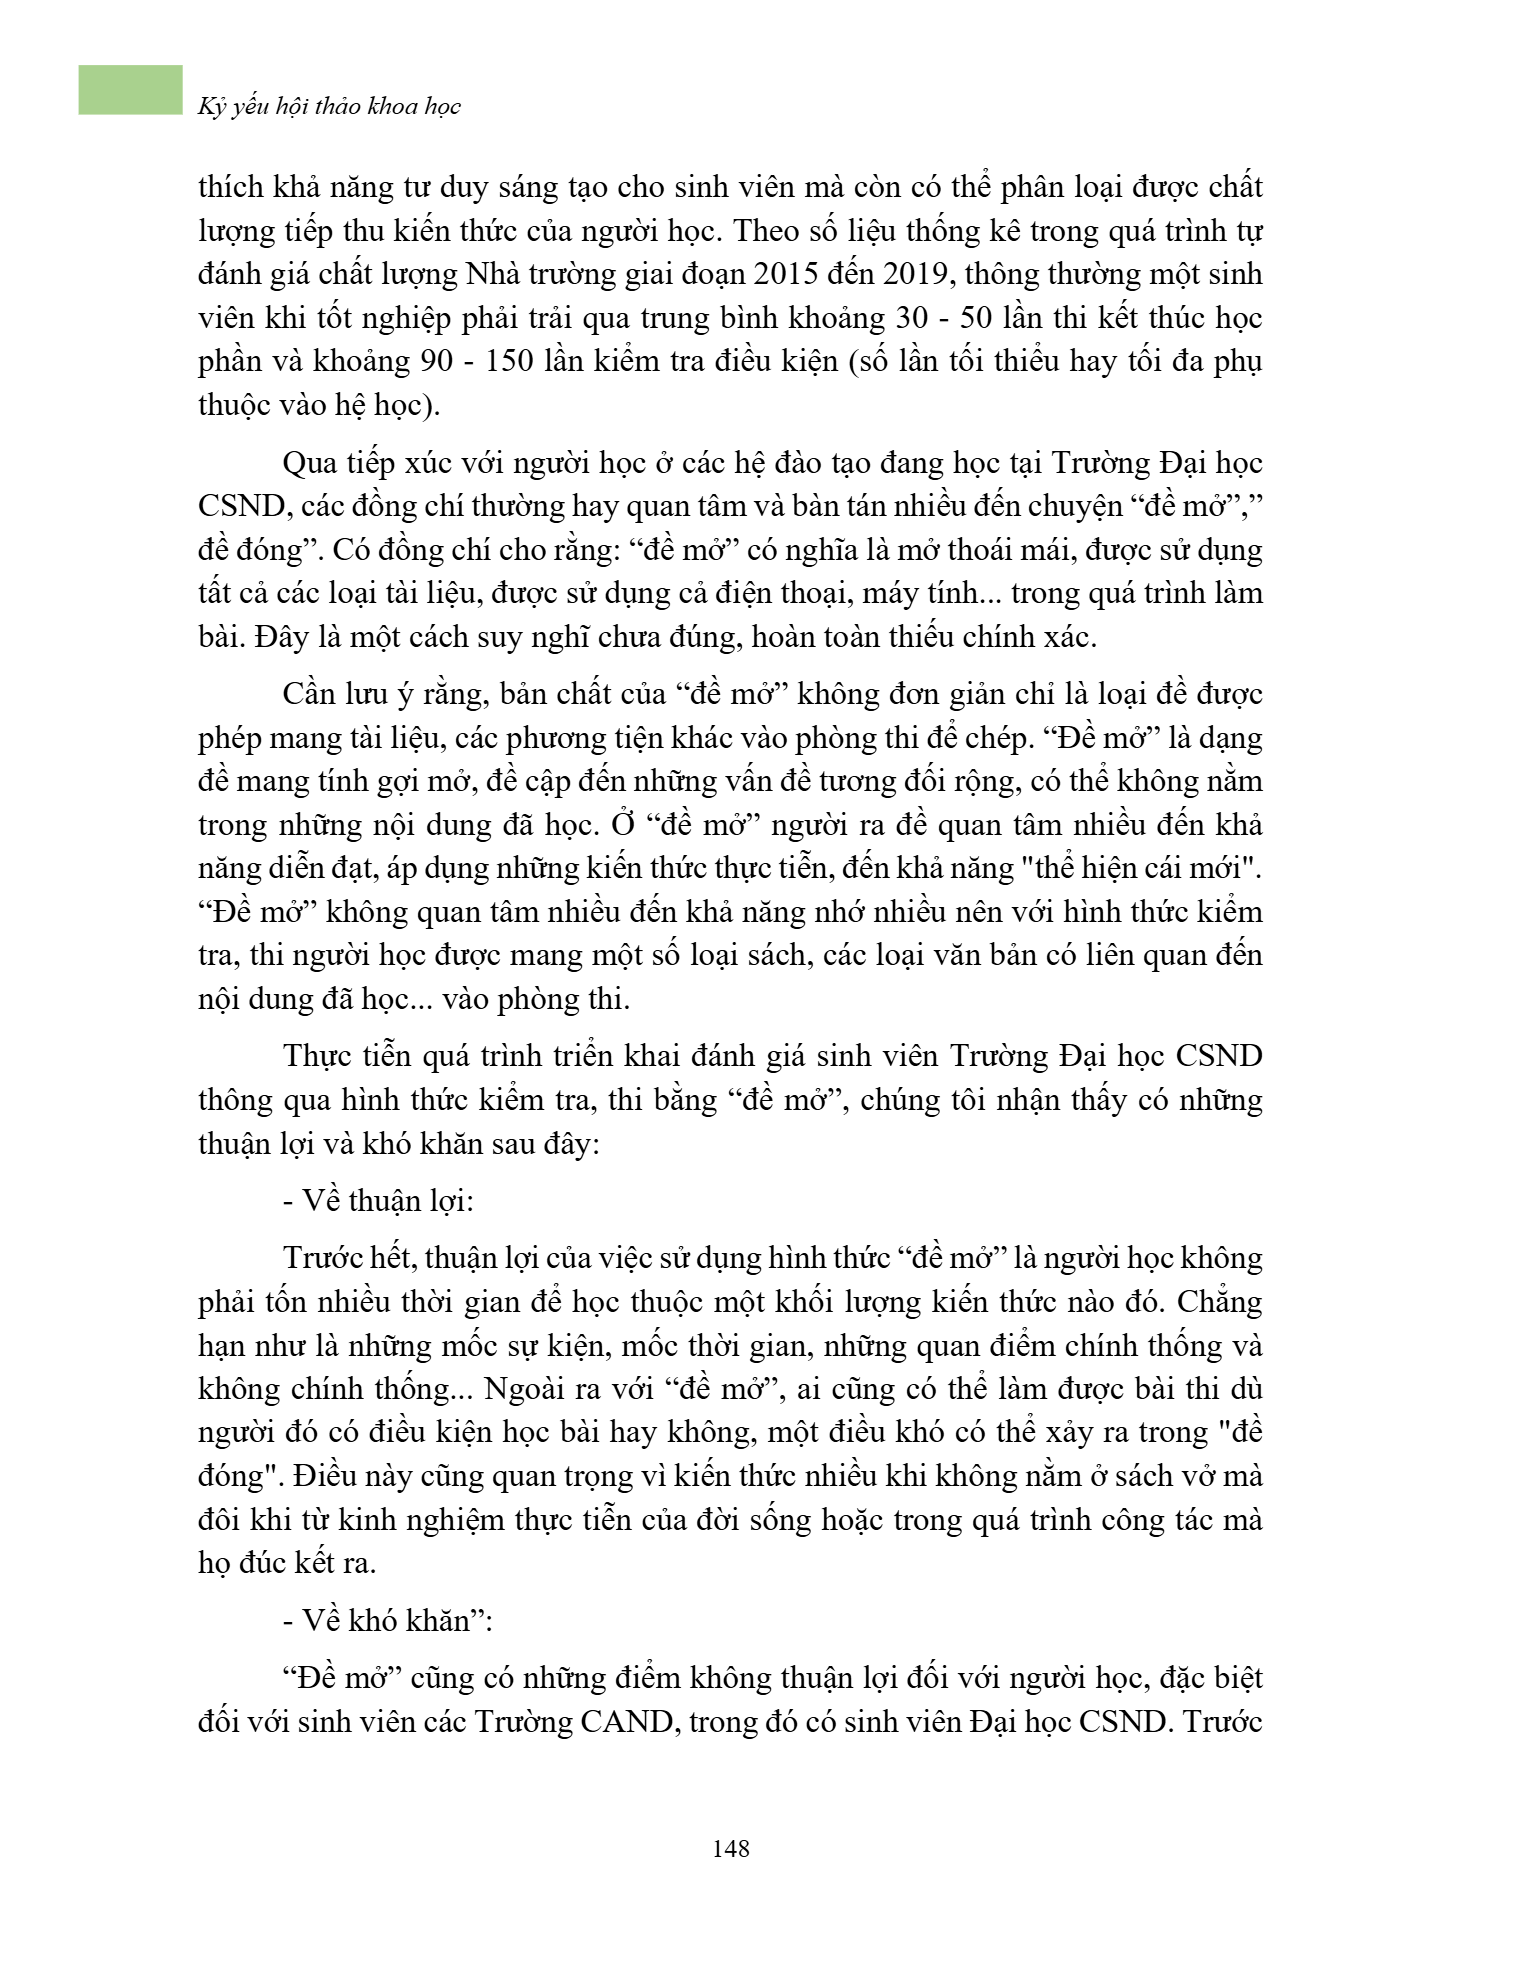 Kỷ yếu hội thảo khoa học
thích khả năng tư duy sáng tạo cho sinh viên mà còn có thể phân loại được chất
lượng tiếp thu kiến thức của người học. Theo số liệu thống kê trong quá trình tự
đánh giá chất lượng Nhà trường giai đoạn 2015 đến 2019, thông thường một sinh
viên khi tốt nghiệp phải trải qua trung bình khoảng 30 - 50 lần thi kết thúc học
phần và khoảng 90 - 150 lần kiểm tra điều kiện (số lần tối thiểu hay tối đa phụ
thuộc vào hệ học).
Qua tiếp xúc với người học ở các hệ đào tạo đang học tại Trường Đại học
CSND, các đồng chí thường hay quan tâm và bàn tán nhiều đến chuyện “đề mở”,”
đề đóng”. Có đồng chí cho rằng: “đề mở” có nghĩa là mở thoái mái, được sử dụng
tất cả các loại tài liệu, được sử dụng cả điện thoại, máy tính... trong quá trình làm
bài. Đây là một cách suy nghĩ chưa đúng, hoàn toàn thiếu chính xác.
Cần lưu ý rằng, bản chất của “đề mở” không đơn giản chỉ là loại đề được
phép mang tài liệu, các phương tiện khác vào phòng thi để chép. “Đề mở” là dạng
đề mang tính gợi mở, đề cập đến những vấn đề tương đối rộng, có thể không nằm
trong những nội dung đã học. Ở “đề mở” người ra đề quan tâm nhiều đến khả
năng diễn đạt, áp dụng những kiến thức thực tiễn, đến khả năng "thể hiện cái mới".
“Đề mở” không quan tâm nhiều đến khả năng nhớ nhiều nên với hình thức kiểm
tra, thi người học được mang một số loại sách, các loại văn bản có liên quan đến
nội dung đã học... vào phòng thi.
Thực tiễn quá trình triển khai đánh giá sinh viên Trường Đại học CSND
thông qua hình thức kiểm tra, thi bằng “đề mở”, chúng tôi nhận thấy có những
thuận lợi và khó khăn sau đây:
- Về thuận lợi:
Trước hết, thuận lợi của việc sử dụng hình thức “đề mở” là người học không
phải tốn nhiều thời gian để học thuộc một khối lượng kiến thức nào đó. Chẳng
hạn như là những mốc sự kiện, mốc thời gian, những quan điểm chính thống và
không chính thống... Ngoài ra với “đề mở”, ai cũng có thể làm được bài thi dù
người đó có điều kiện học bài hay không, một điều khó có thể xảy ra trong "đề
đóng". Điều này cũng quan trọng vì kiến thức nhiều khi không nằm ở sách vở mà
đôi khi từ kinh nghiệm thực tiễn của đời sống hoặc trong quá trình công tác mà
họ đúc kết ra.
- Về khó khăn”:
“Đề mở” cũng có những điểm không thuận lợi đối với người học, đặc biệt
đối với sinh viên các Trường CAND, trong đó có sinh viên Đại học CSND. Trước
148